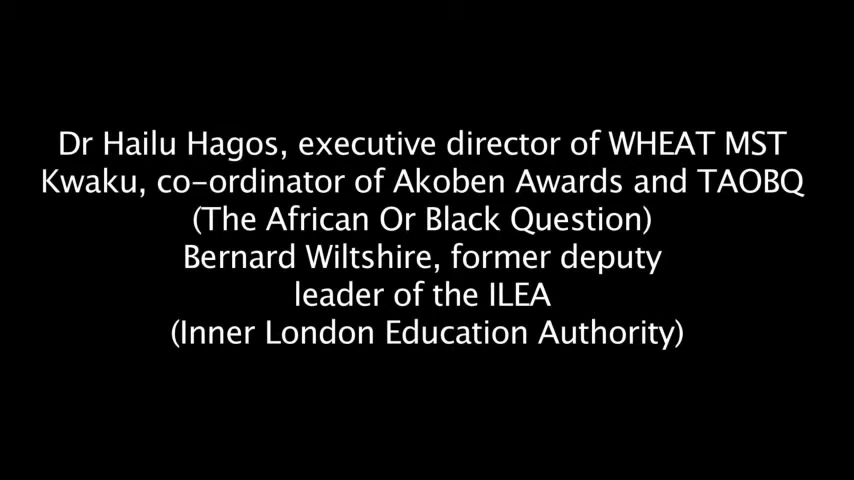 Dr Hailu Hagos, executive director of WHEAT MST
Kwaku, co-ordinator of Akoben Awards and TAOBQ
(The African Or Black Question)
Bernard Wiltshire, former deputy
leader of the ILEA
(Inner London Education Authority)